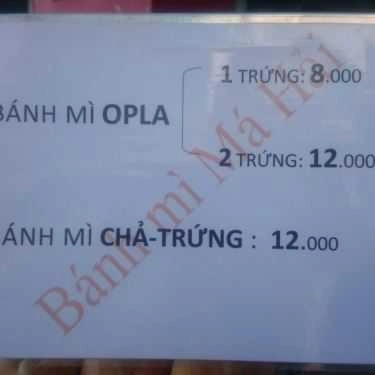 1 TRỨNG: 8.000
BÁNH MÌ OPLA
2 TRỨNG: 12.000
BÁNH MÌ CHẢ-TRỨNG : 12.000
Bánh mì Má Hải